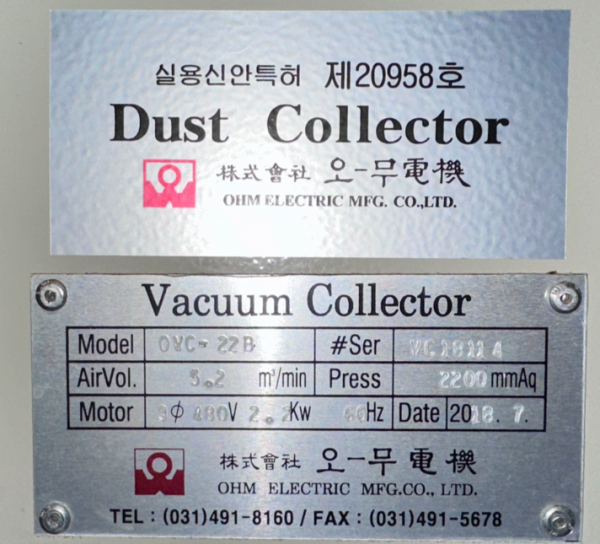 실용신안특허 제20958호
Dust Collector
株式會社 오-무電機
OHM ELECTRIC MFG. CO.,LTD.
Vacuum Collector
Model OVC-22B #Ser
AirVol. 5.2 m³/min Press 2200 mmAq
Motor 3φ 480V 2.2Kw 60Hz Date 2018. 7.
株式會社 오-무電機
OHM ELECTRIC MFG.CO., LTD.
TEL : (031)491-8160 / FAX : (031)491-5678